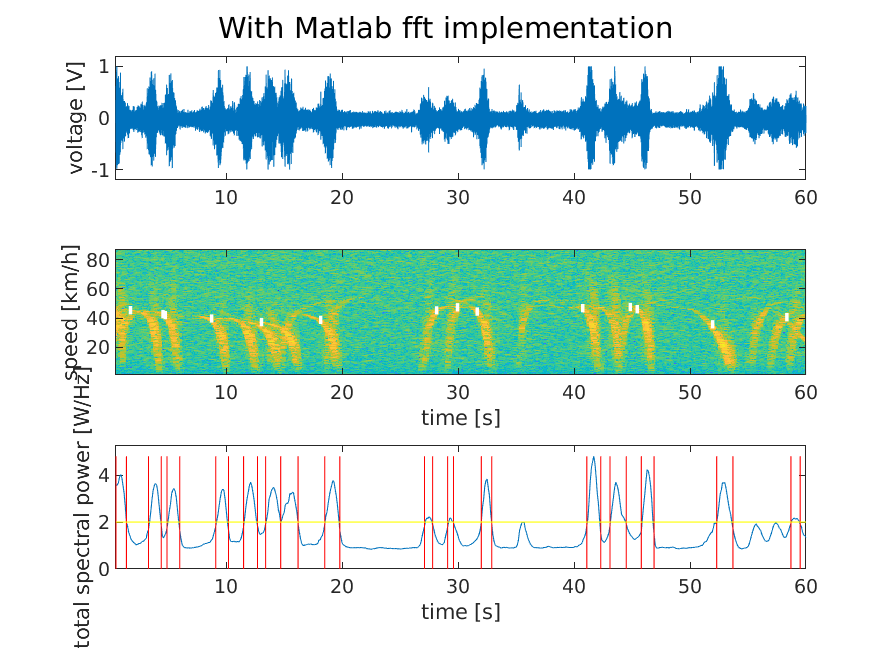 With Matlab fft implementation
voltage [V]
1
0
-1
10 20 30 40 50 60
speed [km/h]
80
60
40
20
10 20 30 40 50 60
time [s]
total spectral power [W/Hz]
4
2
0
10 20 30 40 50 60
time [s]